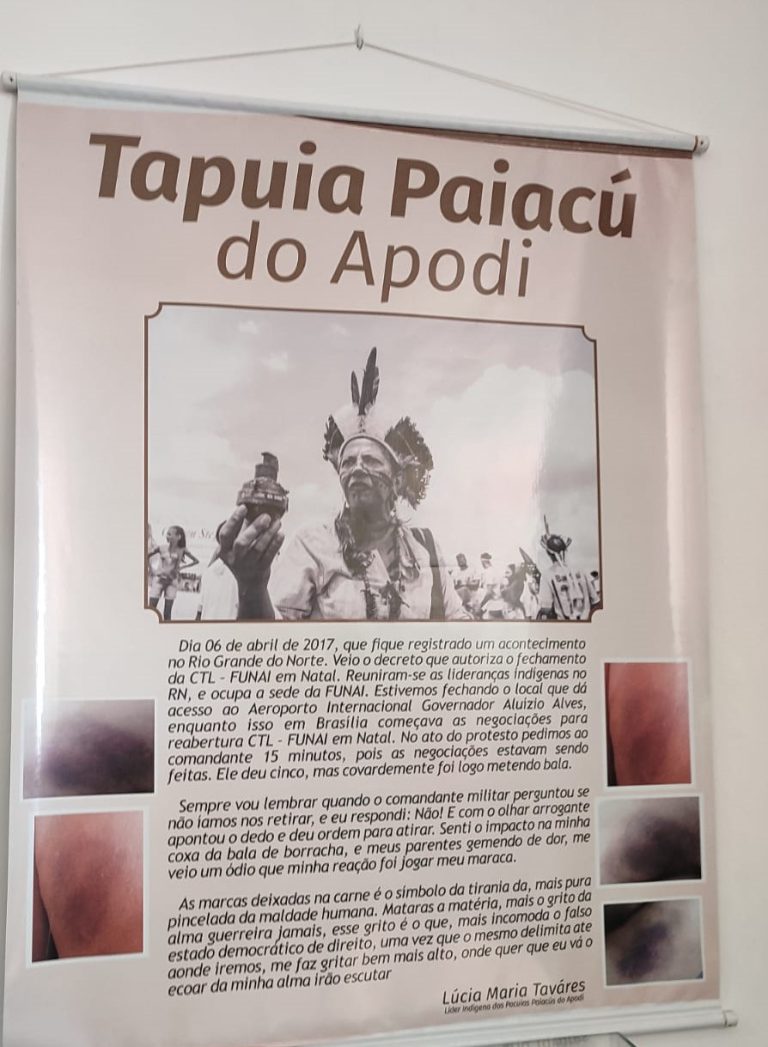 Tapuia Paiacú
do Apodi
Dia 06 de abril de 2017, que fique registrado um acontecimento
no Rio Grande do Norte. Veio o decreto que autoriza o fechamento
da CTL - FUNAI em Natal. Reuniram-se as lideranças indígenas no
RN, e ocupa a sede da FUNAI. Estivemos fechando o local que dá
acesso ao Aeroporto Internacional Governador Aluizio Alves,
enquanto isso em Brasília começava as negociações para
reabertura CTL - FUNAI em Natal. No ato do protesto pedimos ao
comandante 15 minutos, pois as negociações estavam sendo
feitas. Ele deu cinco, mas covardemente foi logo metendo bala.
Sempre vou lembrar quando o comandante militar perguntou se
não íamos nos retirar, e eu respondi: Não! E com o olhar arrogante
apontou o dedo e deu ordem para atirar. Senti o impacto na minha
coxa da bala de borracha, e meus parentes gemendo de dor, me
veio um ódio que minha reação foi jogar meu maraca.
As marcas deixadas na carne é o símbolo da tirania da, mais pura
pincelada da maldade humana. Mataras a matéria, mais o grito da
alma guerreira jamais, esse grito é o que, mais incomoda o falso
estado democrático de direito, uma vez que o mesmo delimita ate
aonde iremos, me faz gritar bem mais alto, onde quer que eu vá o
ecoar da minha alma irão escutar
Lúcia Maria Taváres
Líder Indígena dos Pacuias Paiacús do Apodi